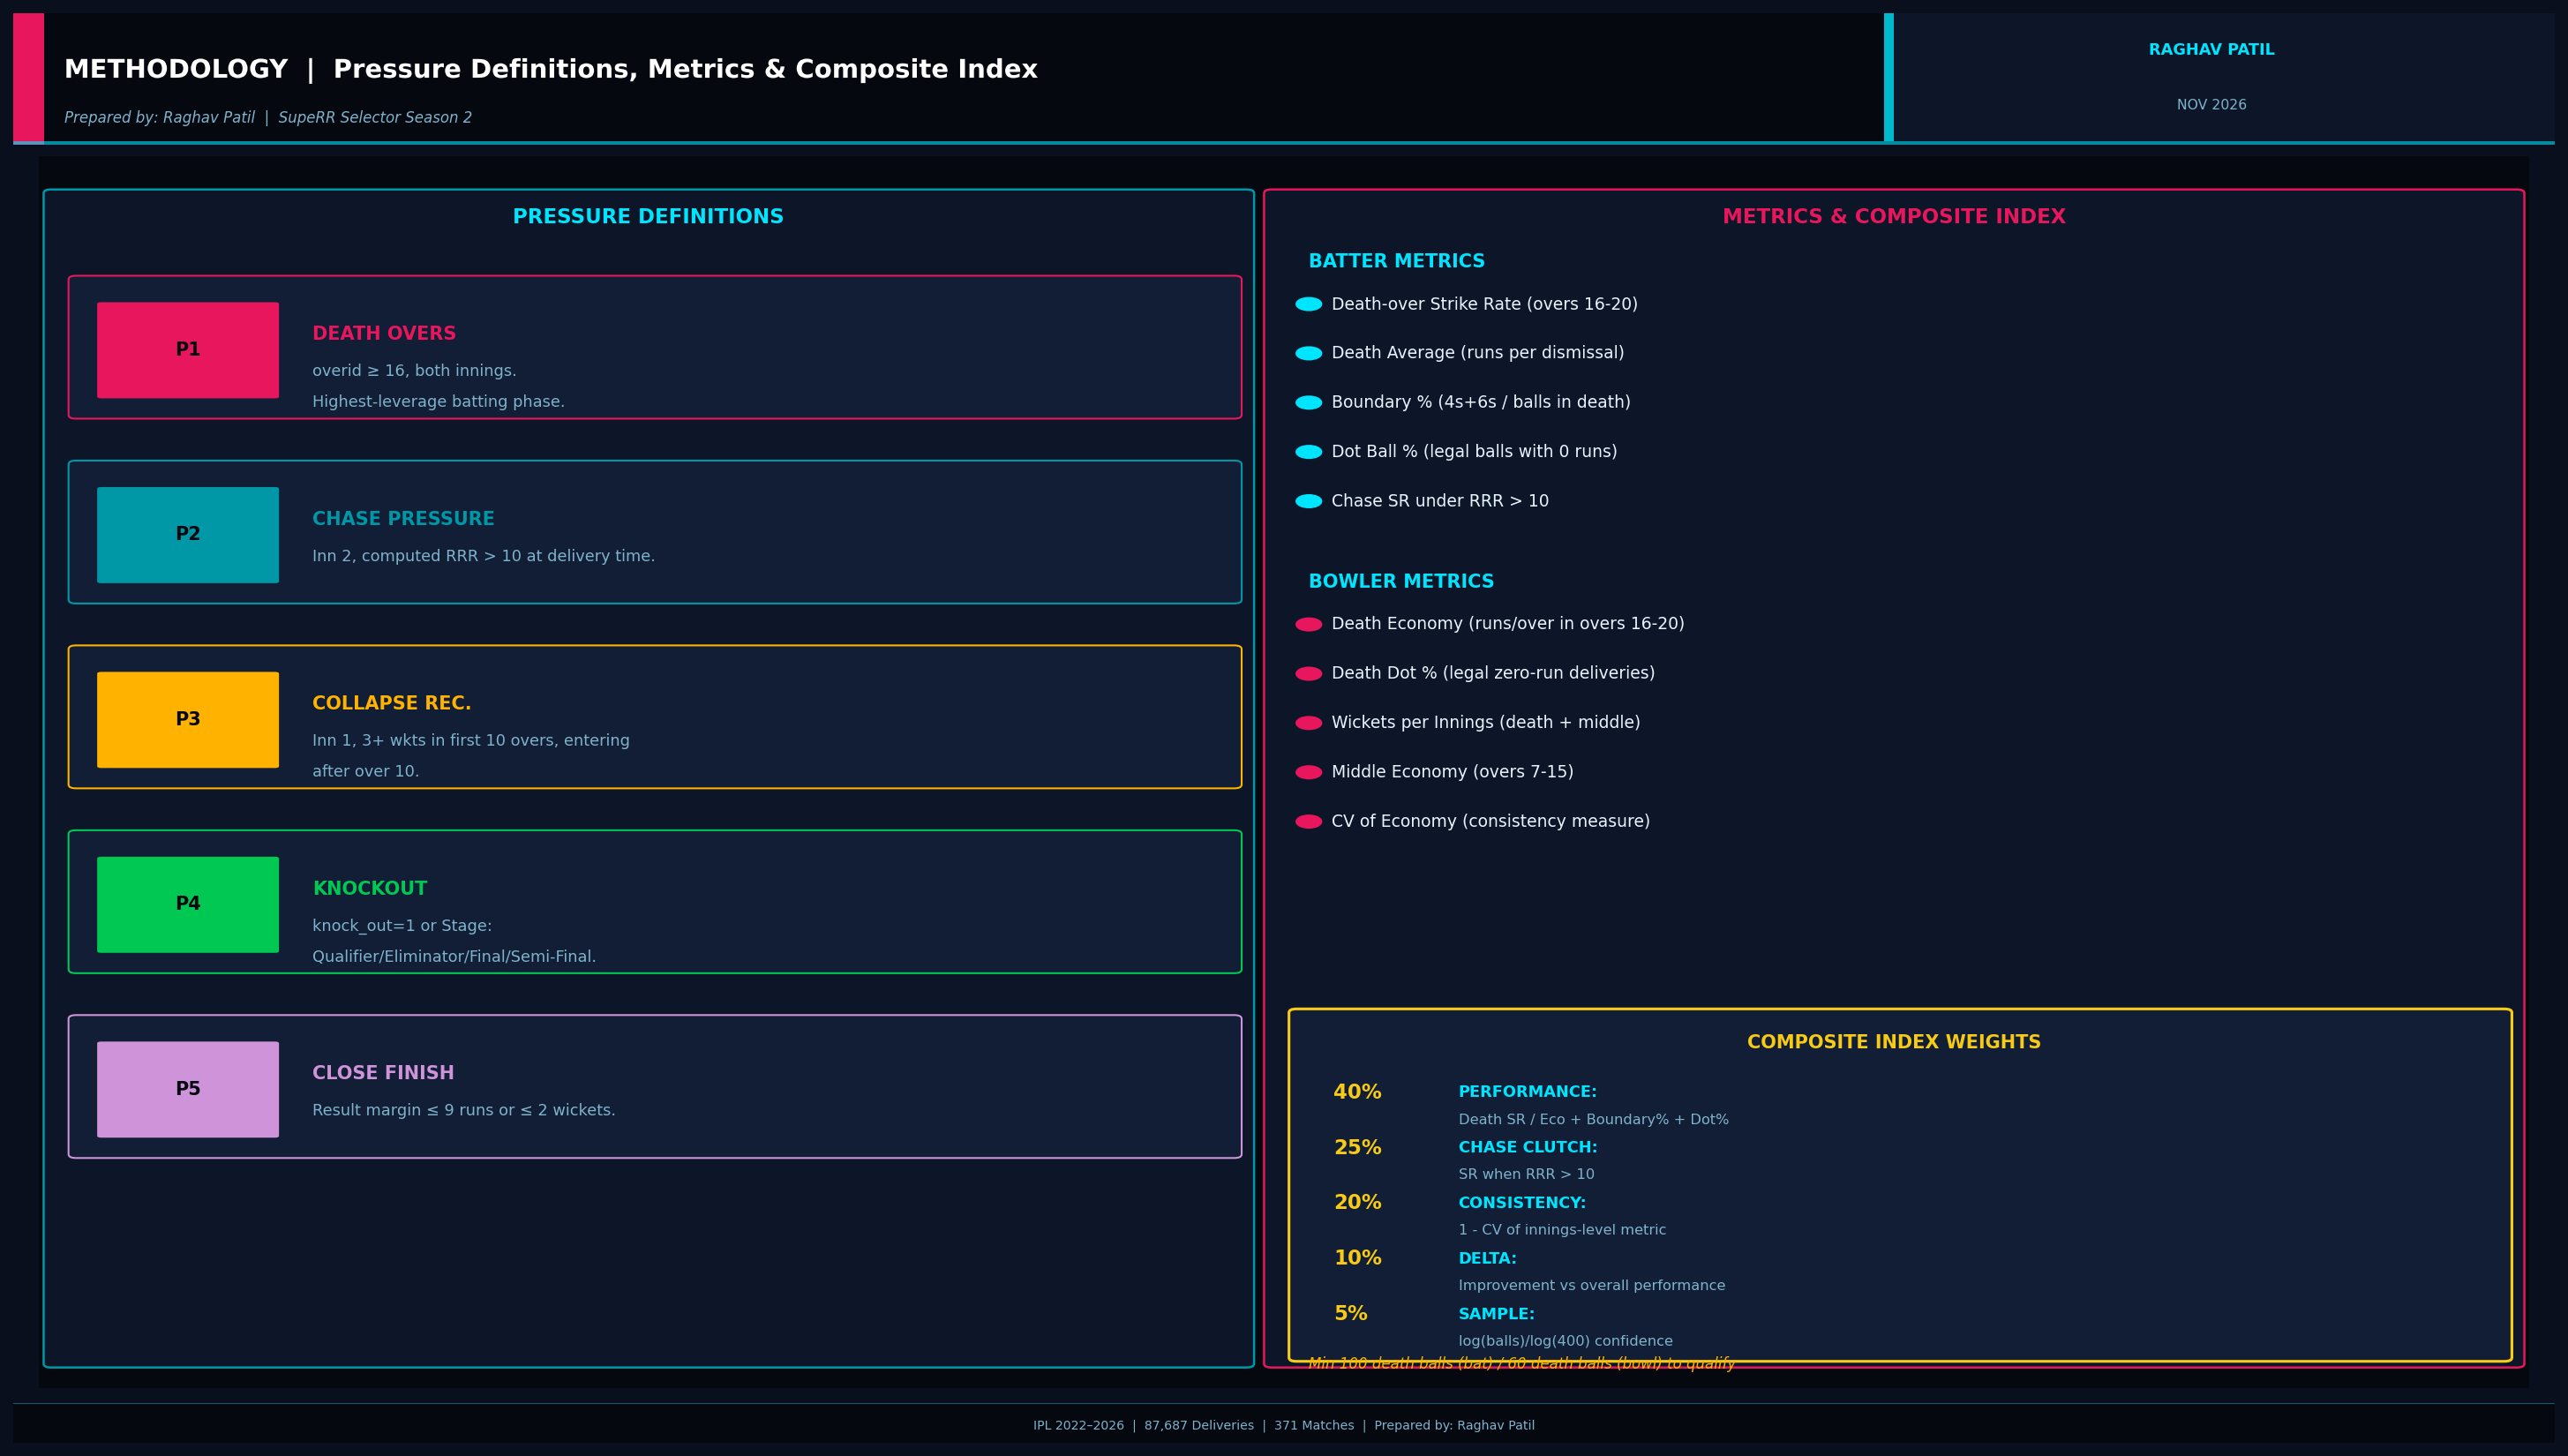 METHODOLOGY | Pressure Definitions, Metrics & Composite Index
Prepared by: Raghav Patil | SupeRR Selector Season 2
RAGHAV PATIL
NOV 2026
PRESSURE DEFINITIONS
P1
DEATH OVERS
overid ≥ 16, both innings.
Highest-leverage batting phase.
P2
CHASE PRESSURE
Inn 2, computed RRR > 10 at delivery time.
P3
COLLAPSE REC.
Inn 1, 3+ wkts in first 10 overs, entering
after over 10.
P4
KNOCKOUT
knock_out=1 or Stage:
Qualifier/Eliminator/Final/Semi-Final.
P5
CLOSE FINISH
Result margin ≤ 9 runs or ≤ 2 wickets.
METRICS & COMPOSITE INDEX
BATTER METRICS
Death-over Strike Rate (overs 16-20)
Death Average (runs per dismissal)
Boundary % (4s+6s / balls in death)
Dot Ball % (legal balls with 0 runs)
Chase SR under RRR > 10
BOWLER METRICS
Death Economy (runs/over in overs 16-20)
Death Dot % (legal zero-run deliveries)
Wickets per Innings (death + middle)
Middle Economy (overs 7-15)
CV of Economy (consistency measure)
COMPOSITE INDEX WEIGHTS
40% PERFORMANCE:
Death SR / Eco + Boundary% + Dot%
25% CHASE CLUTCH:
SR when RRR > 10
20% CONSISTENCY:
1 - CV of innings-level metric
10% DELTA:
Improvement vs overall performance
5% SAMPLE:
log(balls)/log(400) confidence
Min 100 death balls (bat) / 60 death balls (bowl) to qualify
IPL 2022–2026 | 87,687 Deliveries | 371 Matches | Prepared by: Raghav Patil